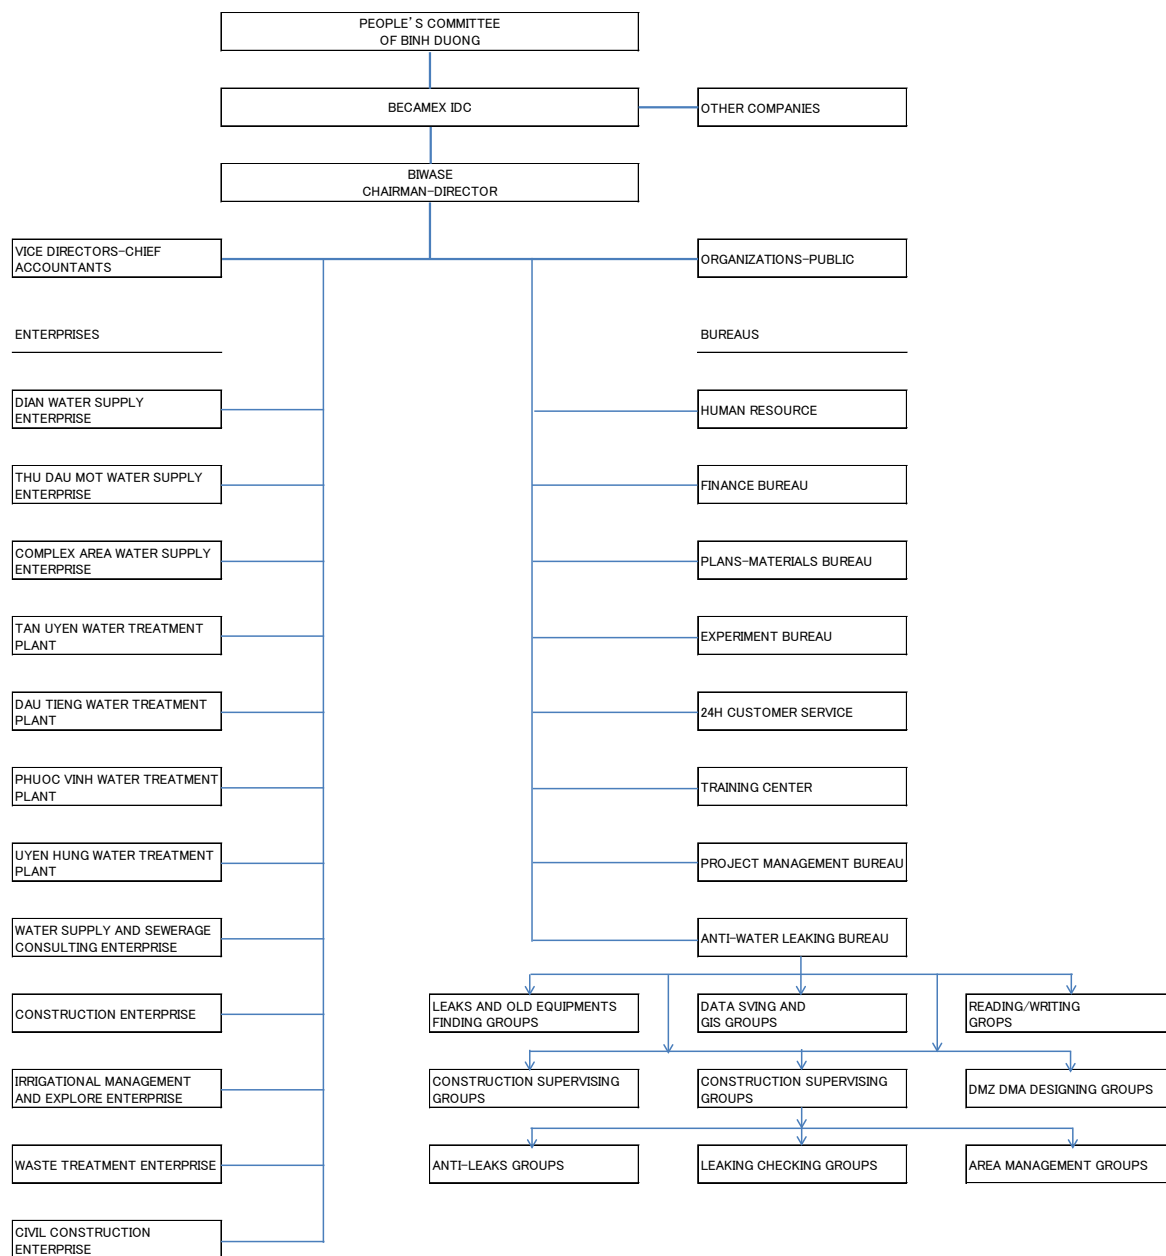 PEOPLE'S COMMITTEE
OF BINH DUONG
BECAMEX IDC
OTHER COMPANIES
BIWASE
CHAIRMAN-DIRECTOR
VICE DIRECTORS-CHIEF
ACCOUNTANTS
ORGANIZATIONS-PUBLIC
ENTERPRISES
BUREAUS
DIAN WATER SUPPLY
ENTERPRISE
HUMAN RESOURCE
THU DAU MOT WATER SUPPLY
ENTERPRISE
FINANCE BUREAU
COMPLEX AREA WATER SUPPLY
ENTERPRISE
PLANS-MATERIALS BUREAU
TAN UYEN WATER TREATMENT
PLANT
EXPERIMENT BUREAU
DAU TIENG WATER TREATMENT
PLANT
24H CUSTOMER SERVICE
PHUOC VINH WATER TREATMENT
PLANT
TRAINING CENTER
UYEN HUNG WATER TREATMENT
PLANT
PROJECT MANAGEMENT BUREAU
WATER SUPPLY AND SEWERAGE
CONSULTING ENTERPRISE
ANTI-WATER LEAKING BUREAU
CONSTRUCTION ENTERPRISE
LEAKS AND OLD EQUIPMENTS
FINDING GROUPS
DATA SVING AND
GIS GROUPS
READING/WRITING
GROPS
IRRIGATIONAL MANAGEMENT
AND EXPLORE ENTERPRISE
CONSTRUCTION SUPERVISING
GROUPS
CONSTRUCTION SUPERVISING
GROUPS
DMZ DMA DESIGNING GROUPS
WASTE TREATMENT ENTERPRISE
ANTI-LEAKS GROUPS
LEAKING CHECKING GROUPS
AREA MANAGEMENT GROUPS
CIVIL CONSTRUCTION
ENTERPRISE